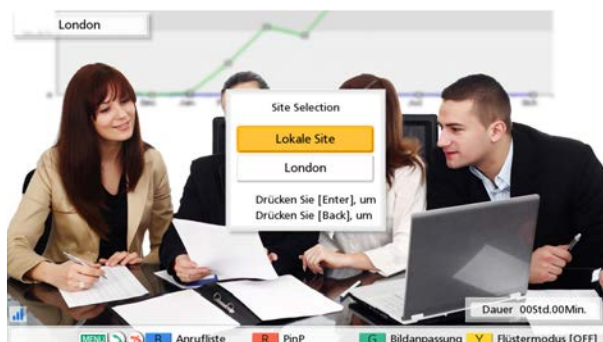 London
Site Selection
Lokale Site
London
Drücken Sie [Enter], um
Drücken Sie [Back], um
Dauer 00Std.00Min.
MENU B Anrufliste R PinP G Bildanpassung Y Flüstermodus [OFF]